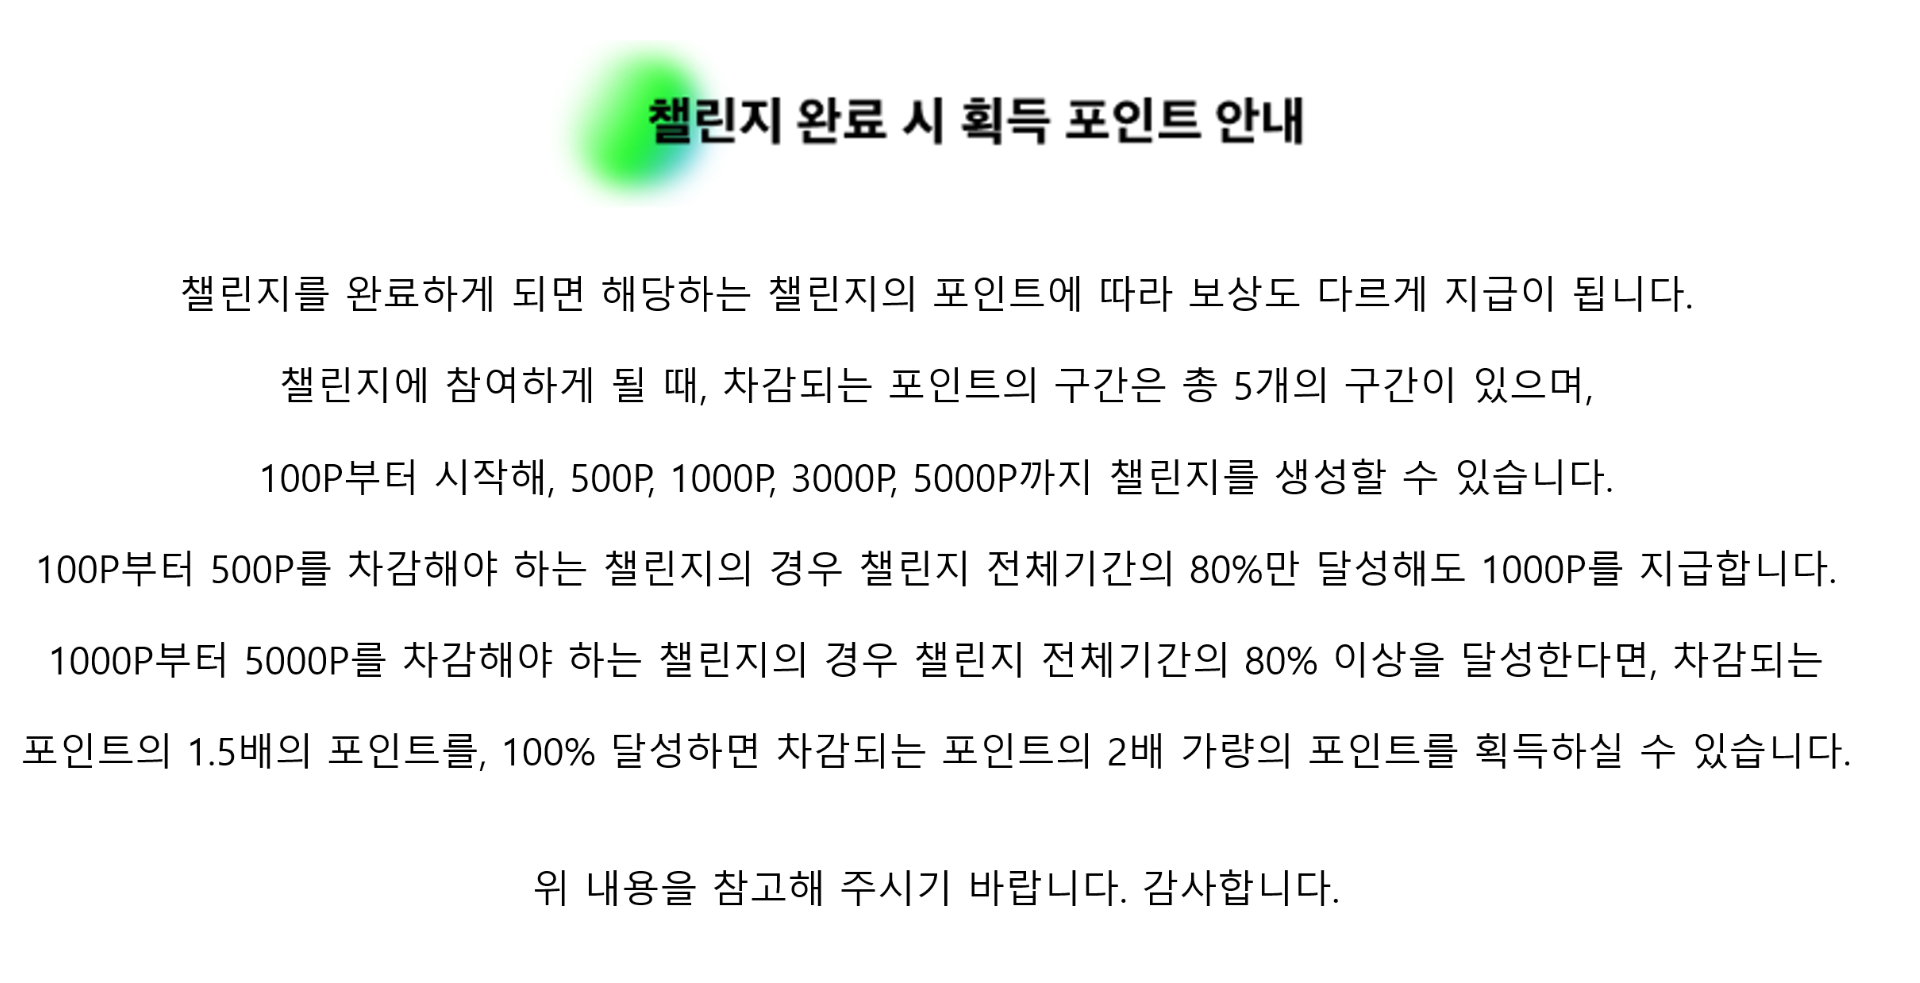 챌린지 완료 시 획득 포인트 안내
챌린지를 완료하게 되면 해당하는 챌린지의 포인트에 따라 보상도 다르게 지급이 됩니다.
챌린지에 참여하게 될 때, 차감되는 포인트의 구간은 총 5개의 구간이 있으며,
100P부터 시작해, 500P, 1000P, 3000P, 5000P까지 챌린지를 생성할 수 있습니다.
100P부터 500P를 차감해야 하는 챌린지의 경우 챌린지 전체기간의 80%만 달성해도 1000P를 지급합니다.
1000P부터 5000P를 차감해야 하는 챌린지의 경우 챌린지 전체기간의 80% 이상을 달성한다면, 차감되는
포인트의 1.5배의 포인트를, 100% 달성하면 차감되는 포인트의 2배 가량의 포인트를 획득하실 수 있습니다.
위 내용을 참고해 주시기 바랍니다. 감사합니다.